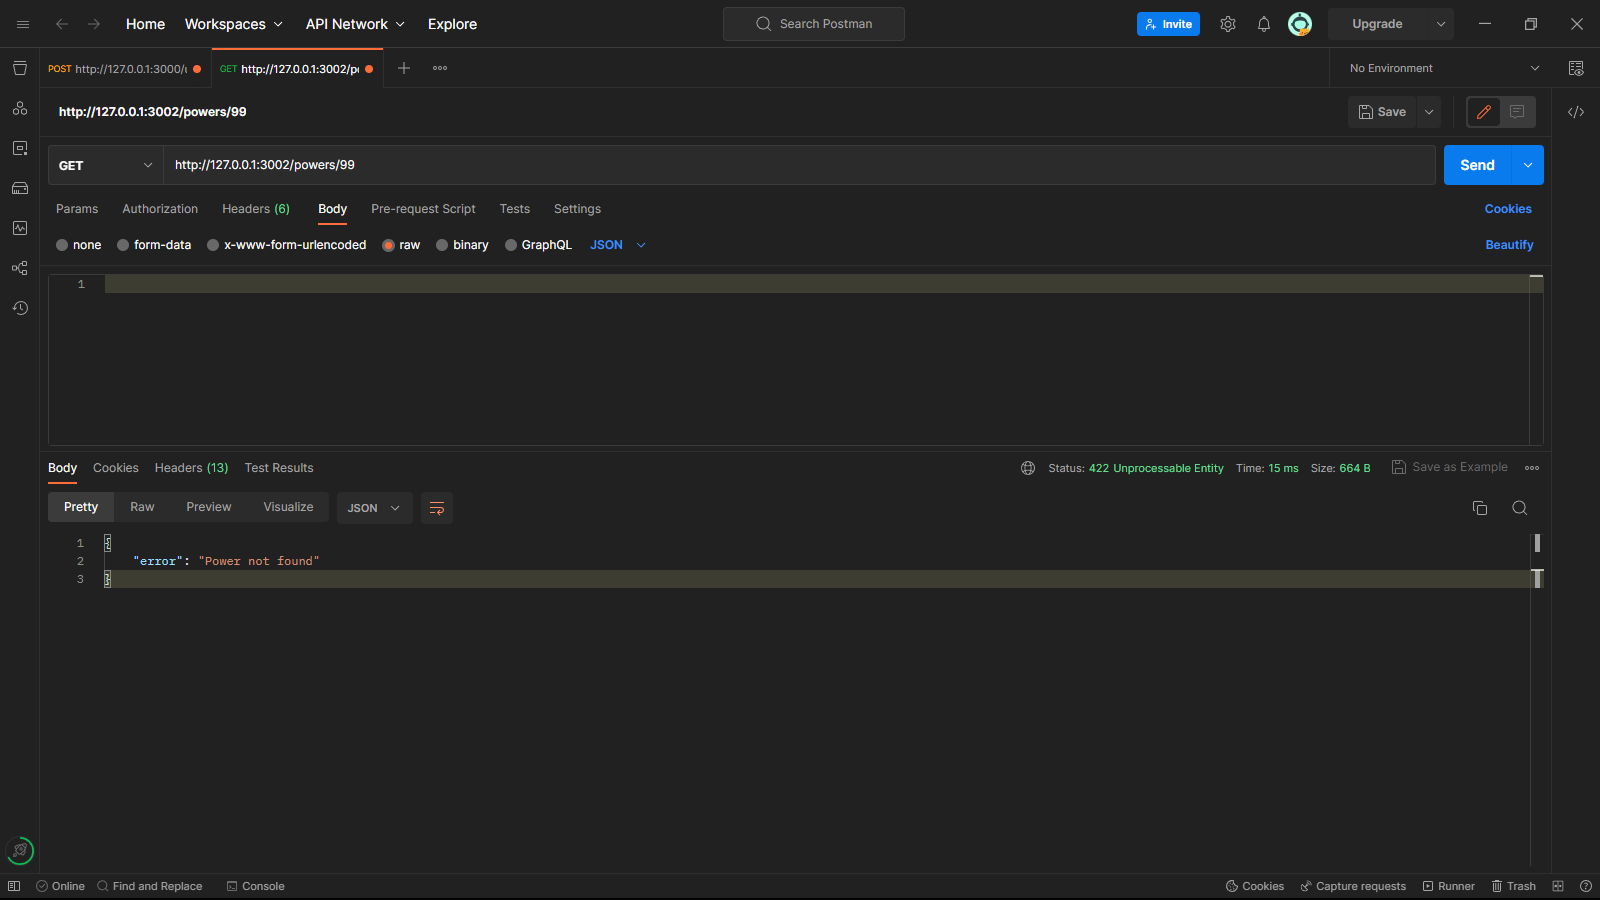 Home Workspaces API Network Explore Search Postman Invite Upgrade
POST http://127.0.0.1:3000/ GET http://127.0.0.1:3002/p No Environment
http://127.0.0.1:3002/powers/99 Save
GET http://127.0.0.1:3002/powers/99 Send
Params Authorization Headers (6) Body Pre-request Script Tests Settings Cookies
none form-data x-www-form-urlencoded raw binary GraphQL JSON Beautify
1
Body Cookies Headers (13) Test Results Status: 422 Unprocessable Entity Time: 15 ms Size: 664 B Save as Example
Pretty Raw Preview Visualize JSON
1 {
2 "error": "Power not found"
3 }
Online Find and Replace Console Cookies Capture requests Runner Trash